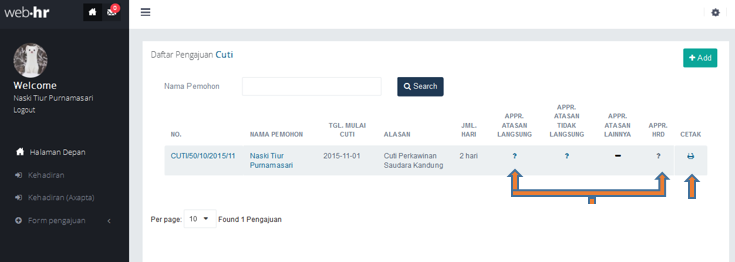 web·hr
0
Welcome
Naski Tiur Purnamasari
Logout
Halaman Depan
Kehadiran
Kehadiran (Axapta)
Form pengajuan
Daftar Pengajuan Cuti
+ Add
Nama Pemohon
Search
NO.
NAMA PEMOHON
TGL. MULAI
CUTI
ALASAN
JML.
HARI
APPR.
ATASAN
LANGSUNG
APPR.
ATASAN
TIDAK
LANGSUNG
APPR.
ATASAN
LAINNYA
APPR.
HRD
CETAK
CUTI/50/10/2015/11
Naski Tiur
Purnamasari
2015-11-01
Cuti Perkawinan
Saudara Kandung
2 hari
?
?
-
?
Per page: 10 Found 1 Pengajuan